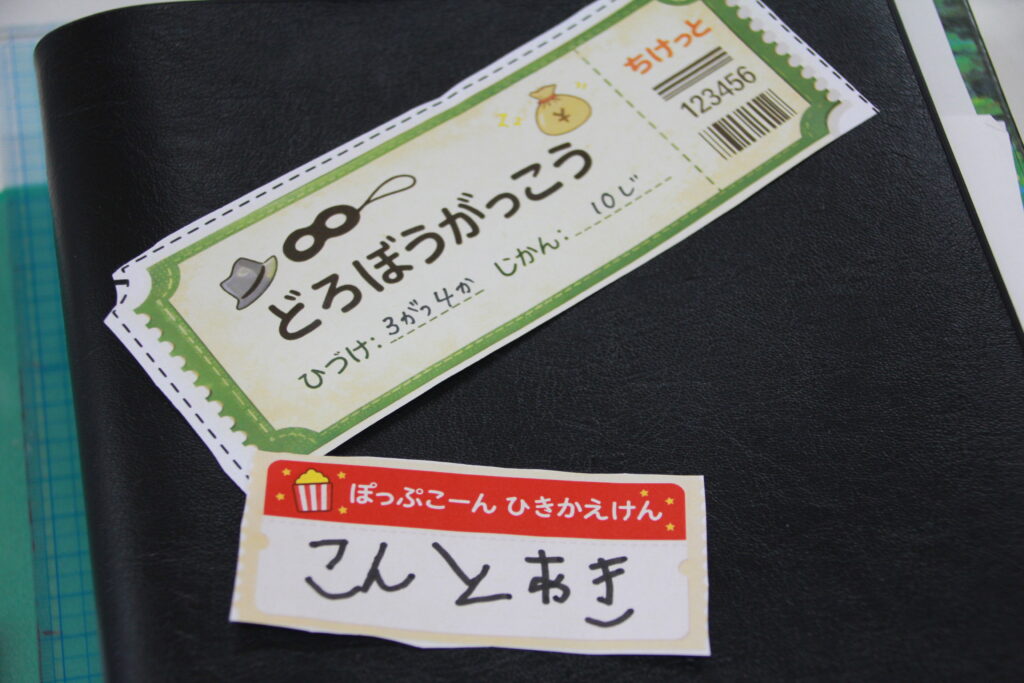 ちけっと
123456
どろぼうがっこう
ひづけ: 3がつ4か じかん: 10じ
ぽっぷこーん ひきかえけん
こんとあき